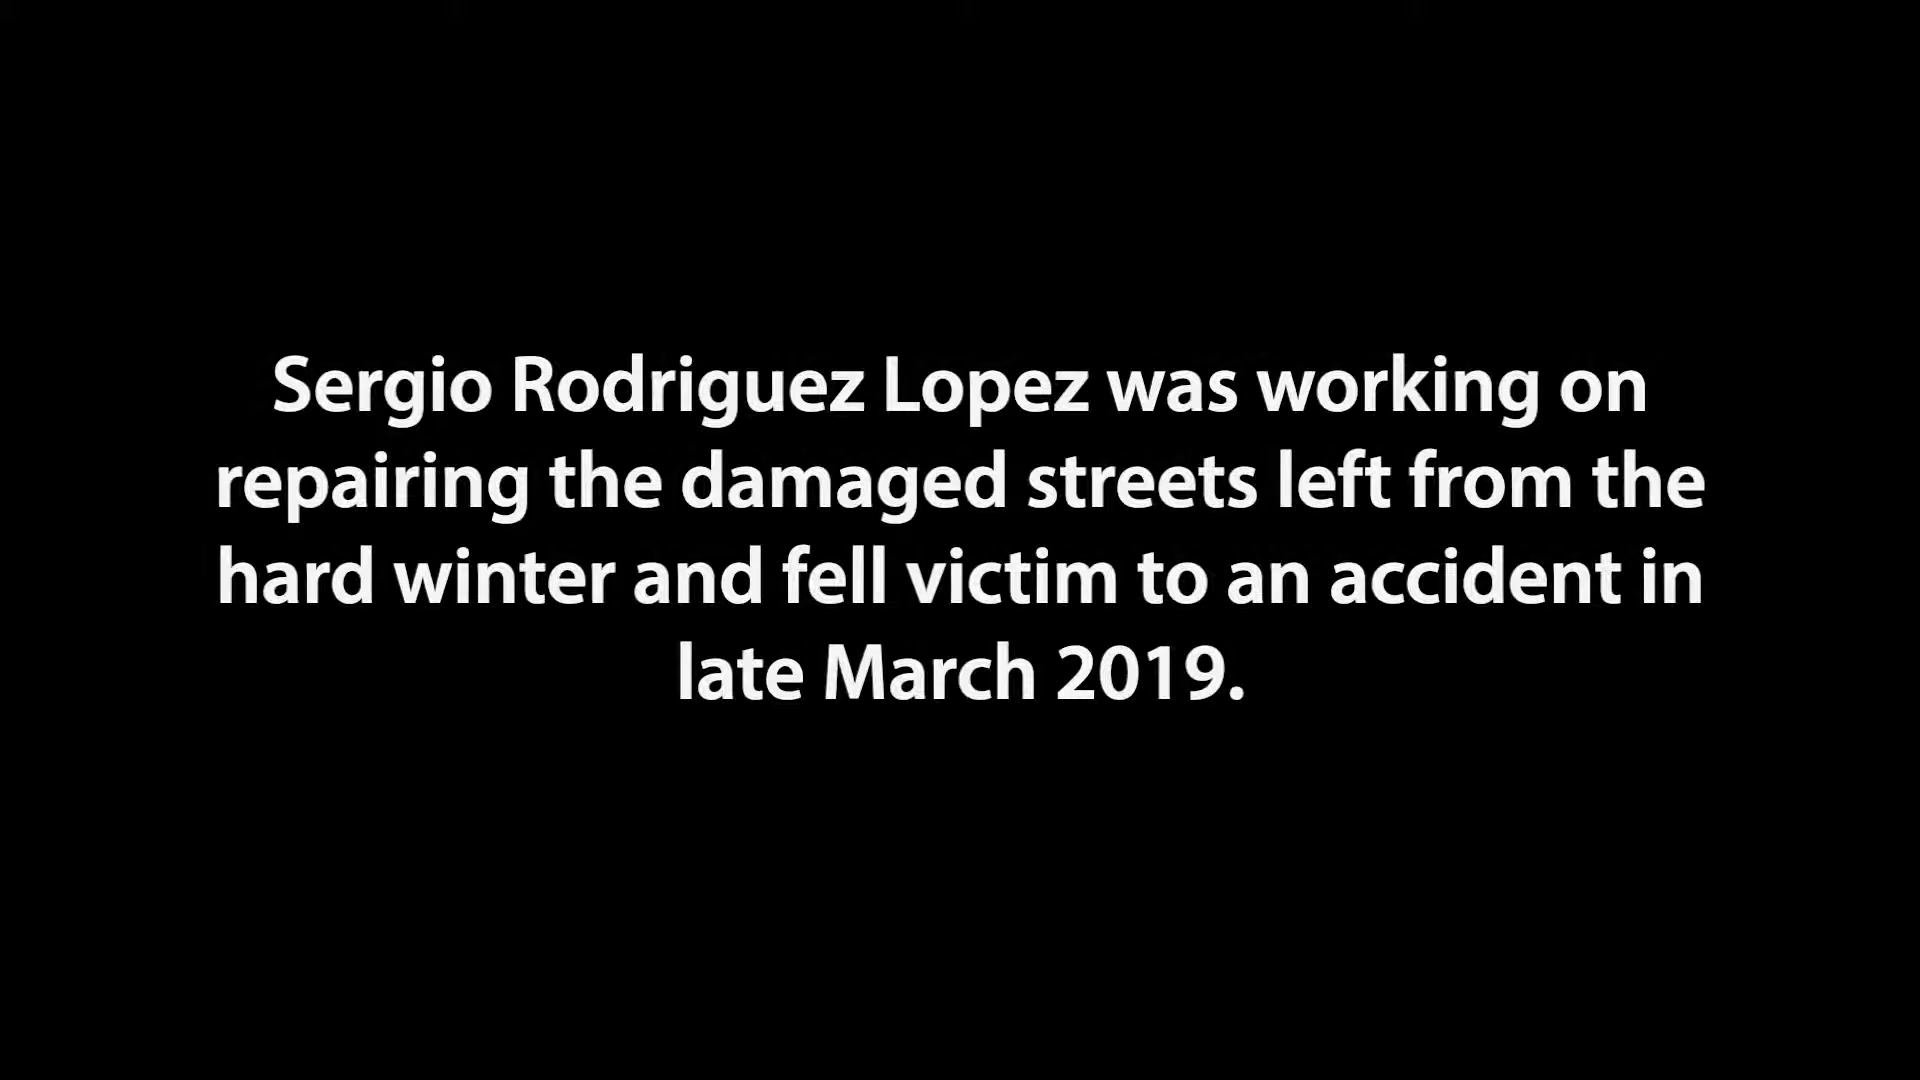 Sergio Rodriguez Lopez was working on
repairing the damaged streets left from the
hard winter and fell victim to an accident in
late March 2019.